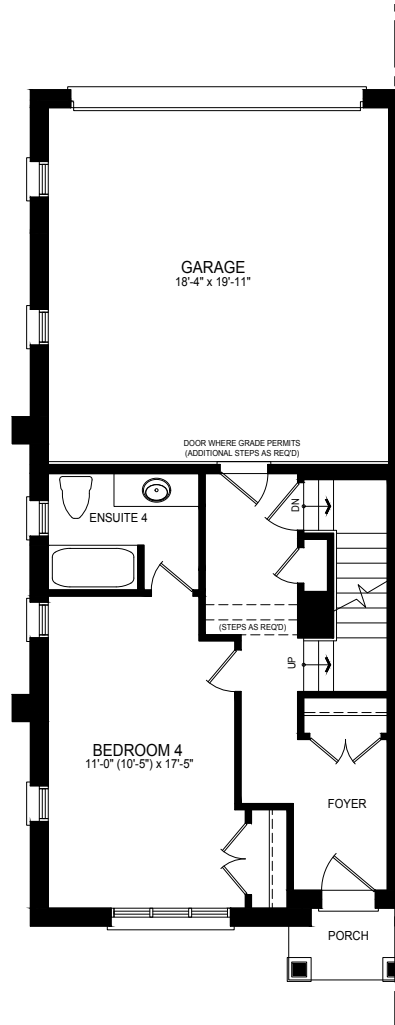 GARAGE
18'-4" x 19'-11"
DOOR WHERE GRADE PERMITS
(ADDITIONAL STEPS AS REQ'D)
DN
ENSUITE 4
(STEPS AS REQ'D)
UP
BEDROOM 4
11'-0" (10'-5") x 17'-5"
FOYER
PORCH